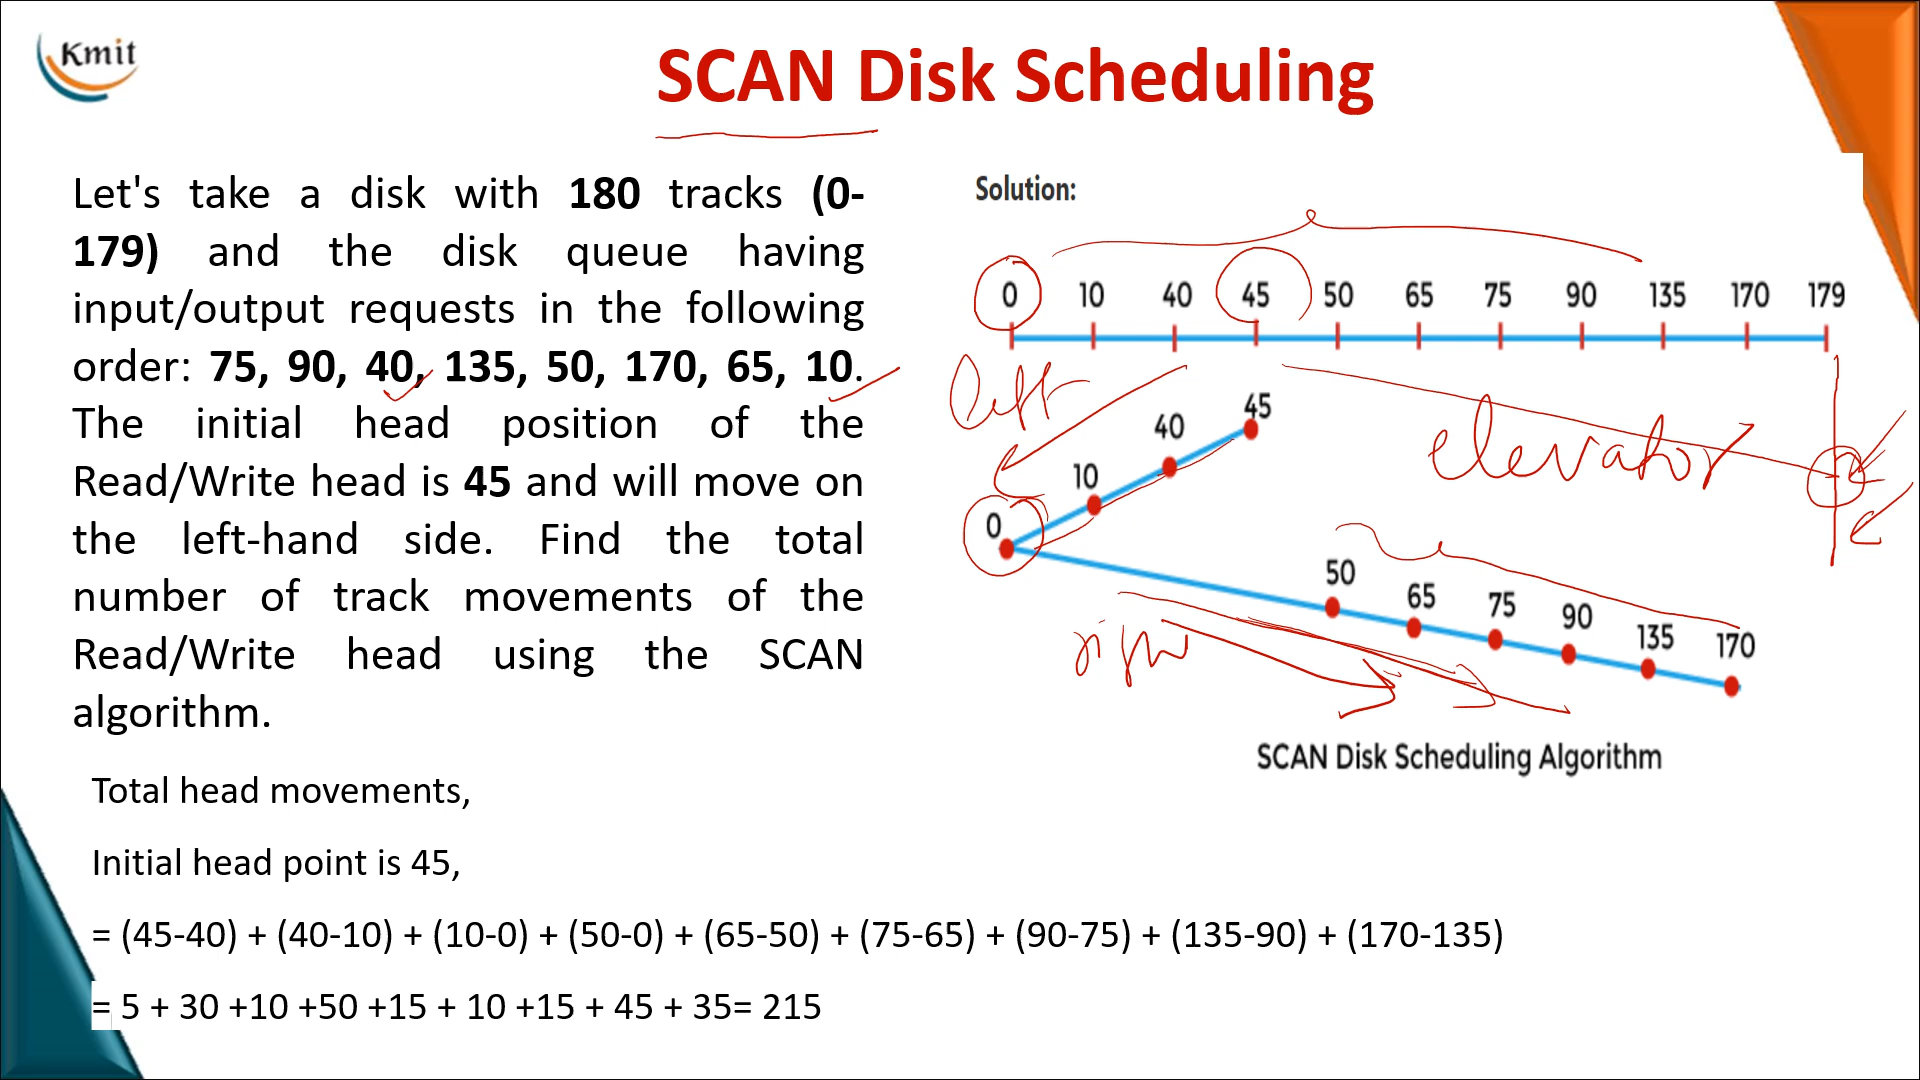 Kmit
SCAN Disk Scheduling
Let's take a disk with 180 tracks (0-
179) and the disk queue having
input/output requests in the following
order: 75, 90, 40, 135, 50, 170, 65, 10.
The initial head position of the
Read/Write head is 45 and will move on
the left-hand side. Find the total
number of track movements of the
Read/Write head using the SCAN
algorithm.
Solution:
0 10 40 45 50 65 75 90 135 170 179
left
elevator
45
40
10
0
50
65
75
90
135
170
right
SCAN Disk Scheduling Algorithm
Total head movements,
Initial head point is 45,
= (45-40) + (40-10) + (10-0) + (50-0) + (65-50) + (75-65) + (90-75) + (135-90) + (170-135)
= 5 + 30 +10 +50 +15 + 10 +15 + 45 + 35= 215